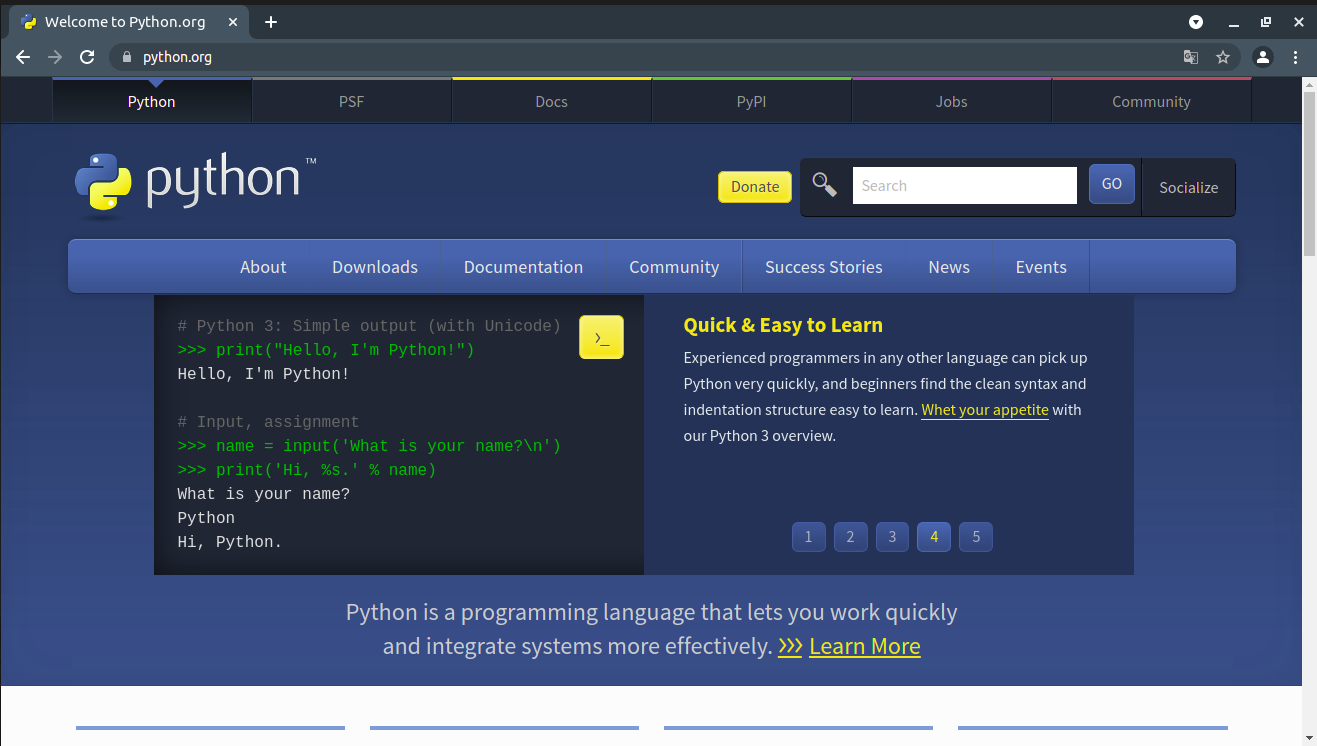 Welcome to Python.org
python.org
Python PSF Docs PyPI Jobs Community
python™
Donate Search GO Socialize
About Downloads Documentation Community Success Stories News Events
# Python 3: Simple output (with Unicode)
>>> print("Hello, I'm Python!")
Hello, I'm Python!
# Input, assignment
>>> name = input('What is your name?\n')
>>> print('Hi, %s.' % name)
What is your name?
Python
Hi, Python.
>_
Quick & Easy to Learn
Experienced programmers in any other language can pick up
Python very quickly, and beginners find the clean syntax and
indentation structure easy to learn. Whet your appetite with
our Python 3 overview.
1 2 3 4 5
Python is a programming language that lets you work quickly
and integrate systems more effectively. >>> Learn More